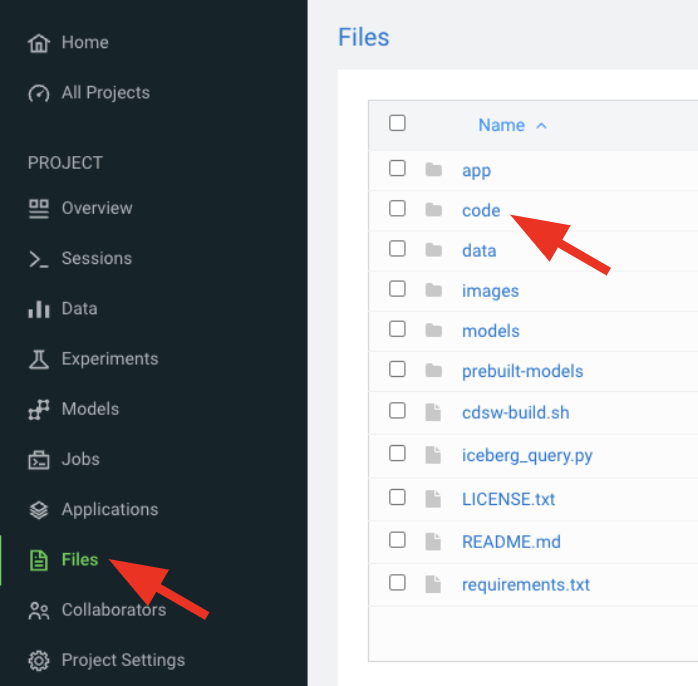 Home
All Projects
PROJECT
Overview
Sessions
Data
Experiments
Models
Jobs
Applications
Files
Collaborators
Project Settings
Files
Name
app
code
data
images
models
prebuilt-models
cdsw-build.sh
iceberg_query.py
LICENSE.txt
README.md
requirements.txt